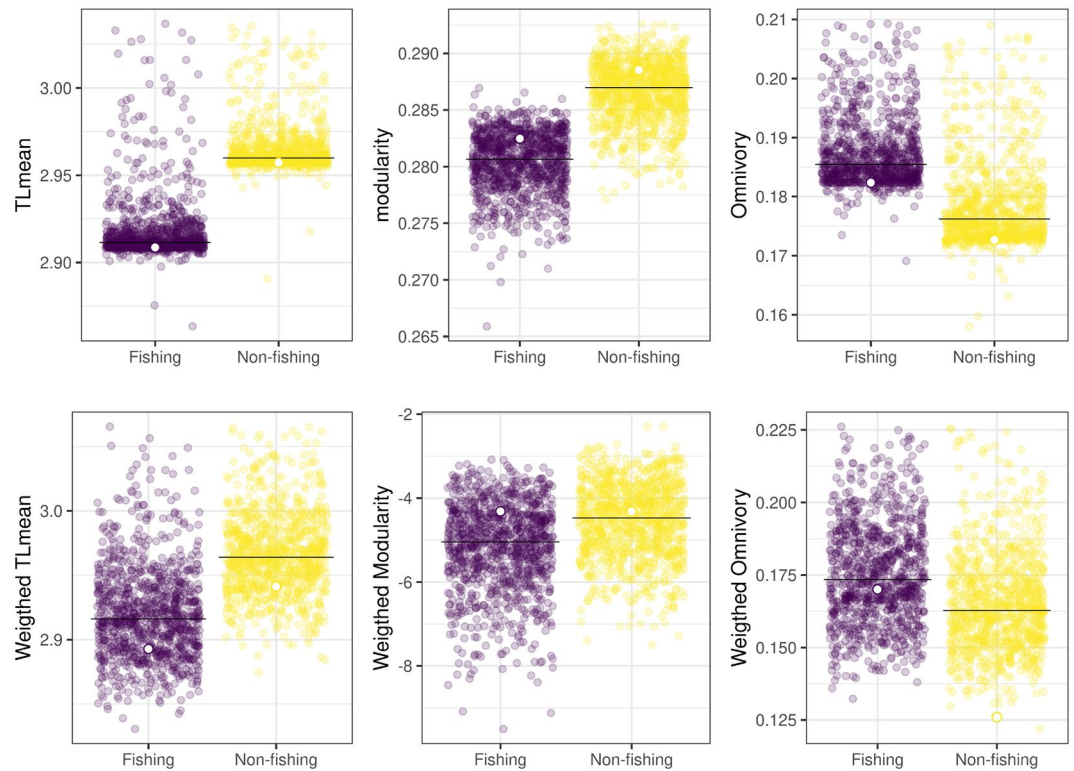 TLmean
3.00
2.95
2.90
Fishing
Non-fishing
modularity
0.290
0.285
0.280
0.275
0.270
0.265
Fishing
Non-fishing
Omnivory
0.21
0.20
0.19
0.18
0.17
0.16
Fishing
Non-fishing
Weigthed TLmean
3.0
2.9
Fishing
Non-fishing
Weigthed Modularity
-2
-4
-6
-8
Fishing
Non-fishing
Weigthed Omnivory
0.225
0.200
0.175
0.150
0.125
Fishing
Non-fishing